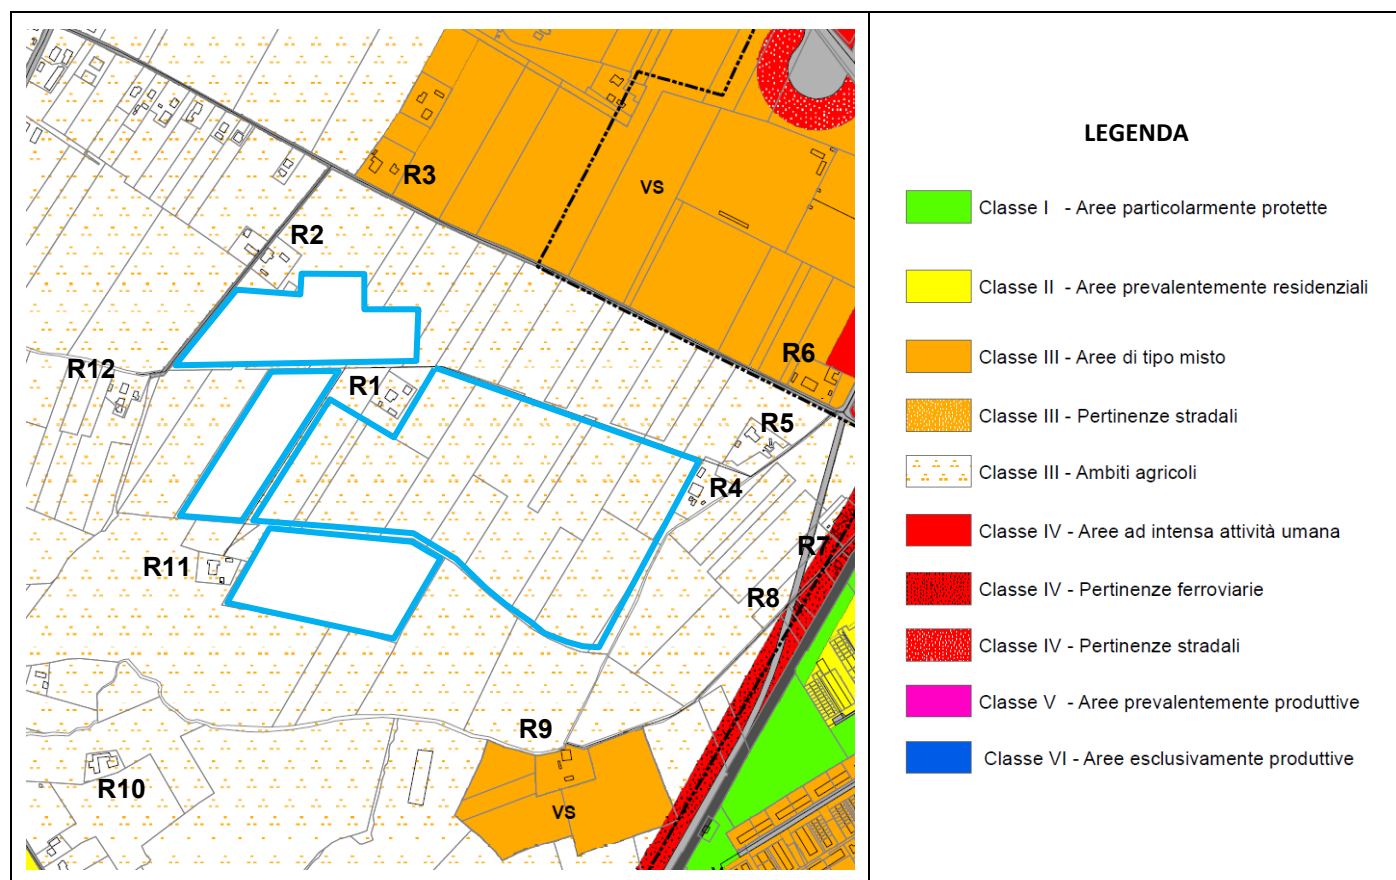 R3
VS
R2
R12
R1
R6
R5
R4
R7
R11
R8
R9
R10
VS
LEGENDA
Classe I - Aree particolarmente protette
Classe II - Aree prevalentemente residenziali
Classe III - Aree di tipo misto
Classe III - Pertinenze stradali
Classe III - Ambiti agricoli
Classe IV - Aree ad intensa attività umana
Classe IV - Pertinenze ferroviarie
Classe IV - Pertinenze stradali
Classe V - Aree prevalentemente produttive
Classe VI - Aree esclusivamente produttive